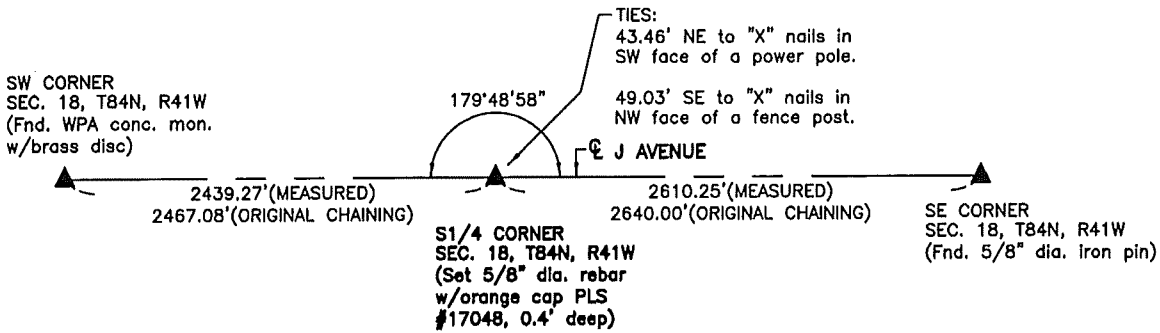 TIES:
43.46' NE to "X" nails in
SW face of a power pole.
49.03' SE to "X" nails in
NW face of a fence post.
SW CORNER
SEC. 18, T84N, R41W
(Fnd. WPA conc. mon.
w/brass disc)
179°48'58"
℄ J AVENUE
2439.27'(MEASURED)
2467.08'(ORIGINAL CHAINING)
2610.25'(MEASURED)
2640.00'(ORIGINAL CHAINING)
S1/4 CORNER
SEC. 18, T84N, R41W
(Set 5/8" dia. rebar
w/orange cap PLS
#17048, 0.4' deep)
SE CORNER
SEC. 18, T84N, R41W
(Fnd. 5/8" dia. iron pin)